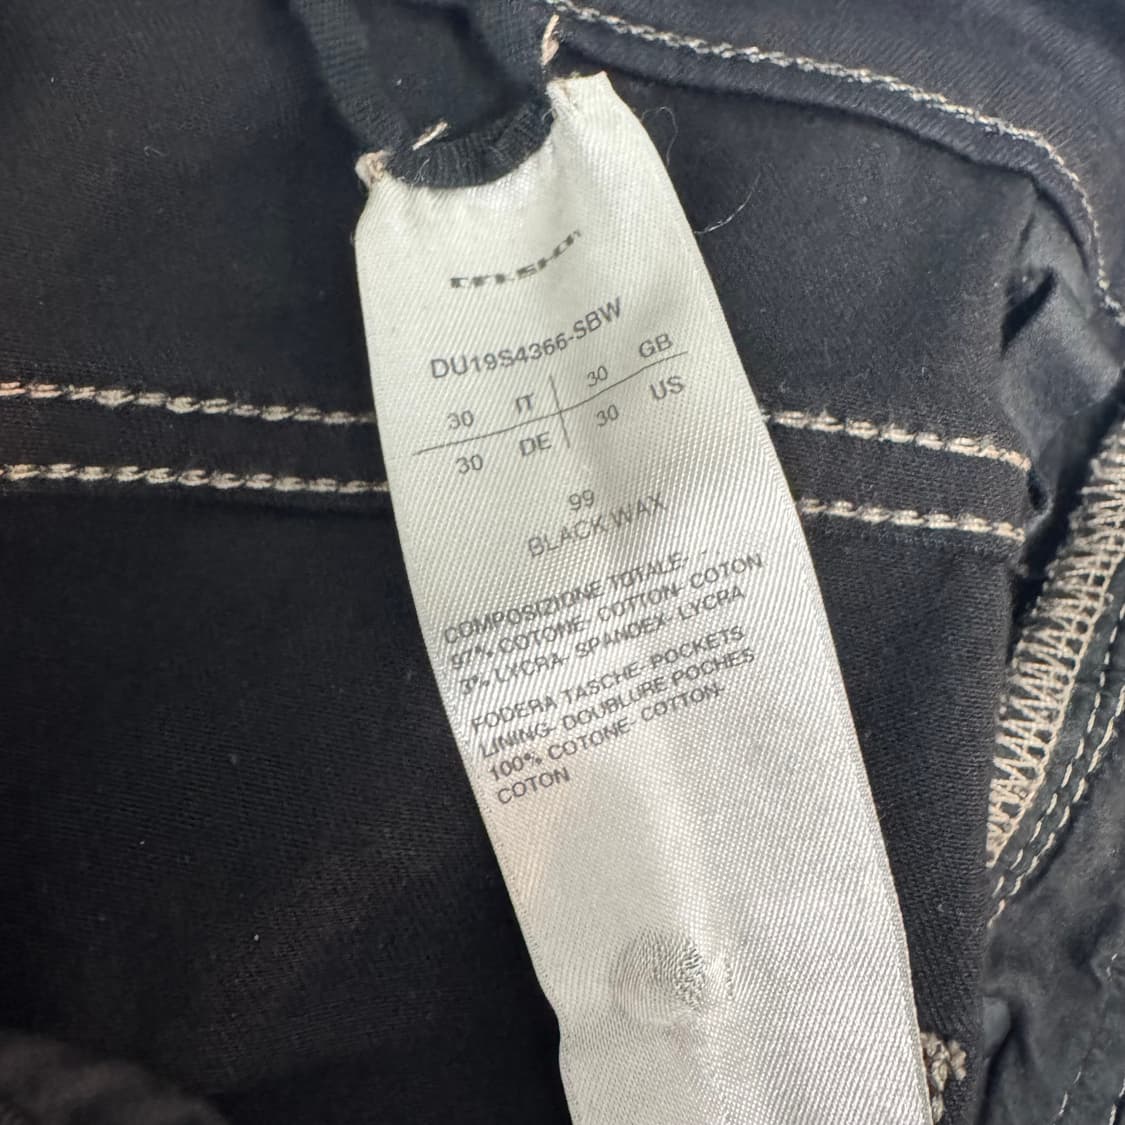 DRKSHDW
DU19S4366-SBW
30 IT 30 GB
30 DE 30 US
99
BLACK WAX
COMPOSIZIONE TOTALE-
97% COTONE- COTTON- COTON
3% LYCRA- SPANDEX- LYCRA
FODERA TASCHE-POCKETS
LINING- DOUBLURE POCHES
100% COTONE- COTTON-
COTON